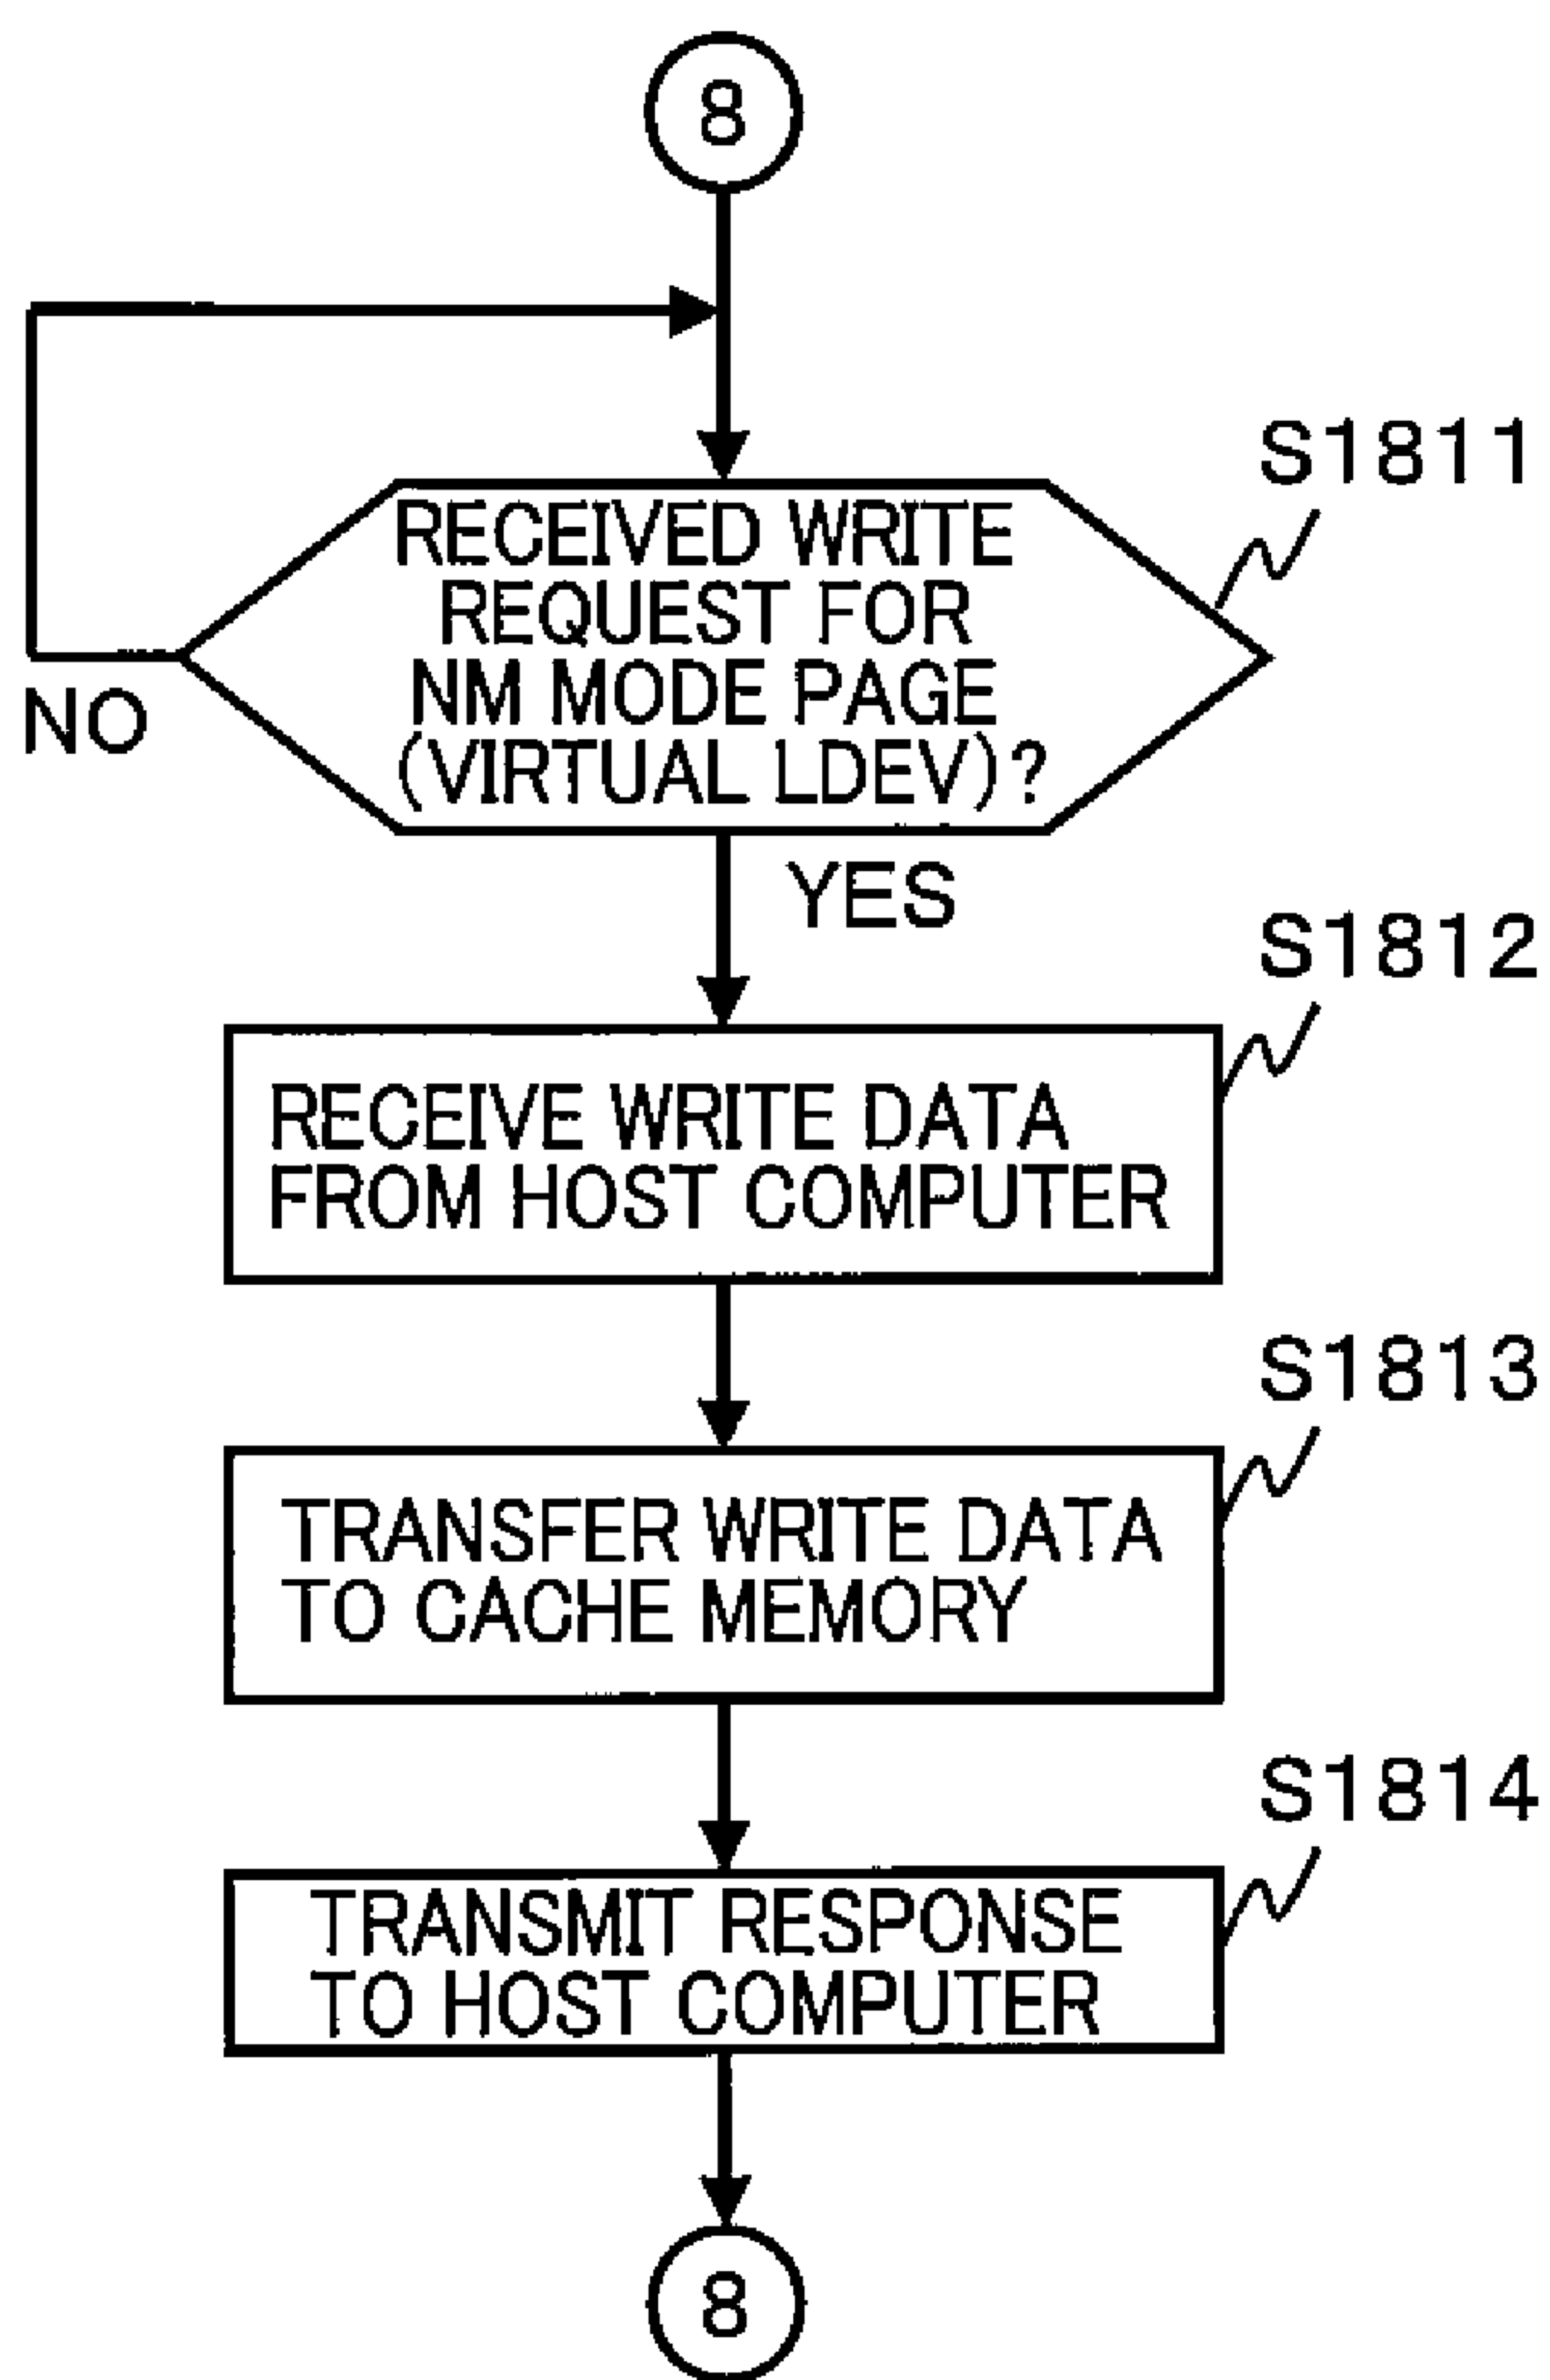 8
S1811
RECEIVED WRITE
REQUEST FOR
NM MODE PAGE
(VIRTUAL LDEV)?
NO
YES
S1812
RECEIVE WRITE DATA
FROM HOST COMPUTER
S1813
TRANSFER WRITE DATA
TO CACHE MEMORY
S1814
TRANSMIT RESPONSE
TO HOST COMPUTER
8